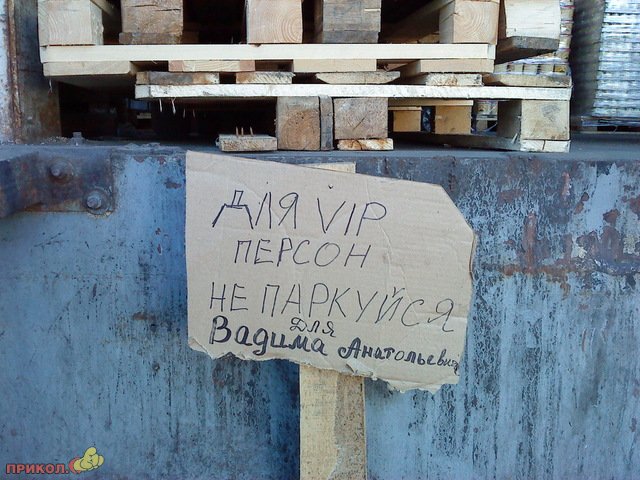 ДЛЯ VIP
ПЕРСОН
НЕ ПАРКУЙСЯ
для
Вадима Анатольевича
ПРИКОЛ.